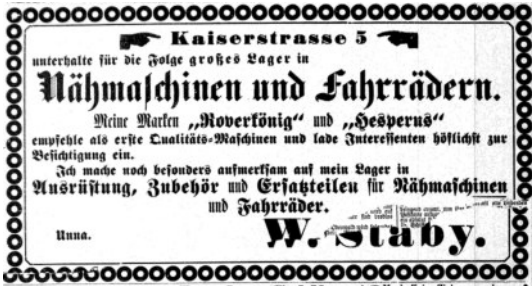 Kaiserstrasse 5
unterhalte für die Folge großes Lager in
Nähmaschinen und Fahrrädern.
Meine Marken „Roverkönig“ und „Hesperus“
empfehle als erste Qualitäts-Maschinen und lade Interessenten höflichst zur
Besichtigung ein.
Ich mache noch besonders aufmerksam auf mein Lager in
Ausrüstung, Zubehör und Ersatzteilen für Nähmaschinen
und Fahrräder.
Unna. W. Staby.